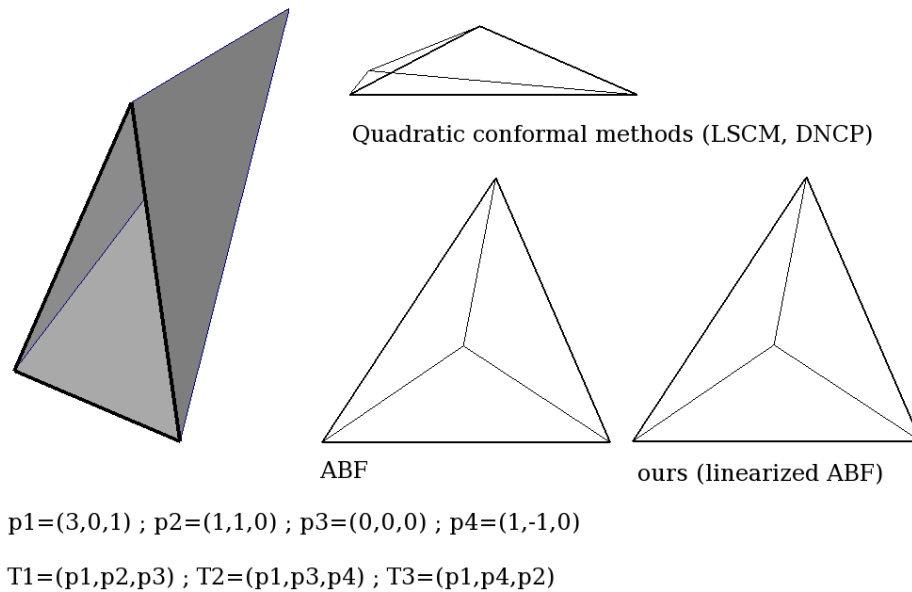 Quadratic conformal methods (LSCM, DNCP)
ABF
ours (linearized ABF)
p1=(3,0,1) ; p2=(1,1,0) ; p3=(0,0,0) ; p4=(1,-1,0)
T1=(p1,p2,p3) ; T2=(p1,p3,p4) ; T3=(p1,p4,p2)